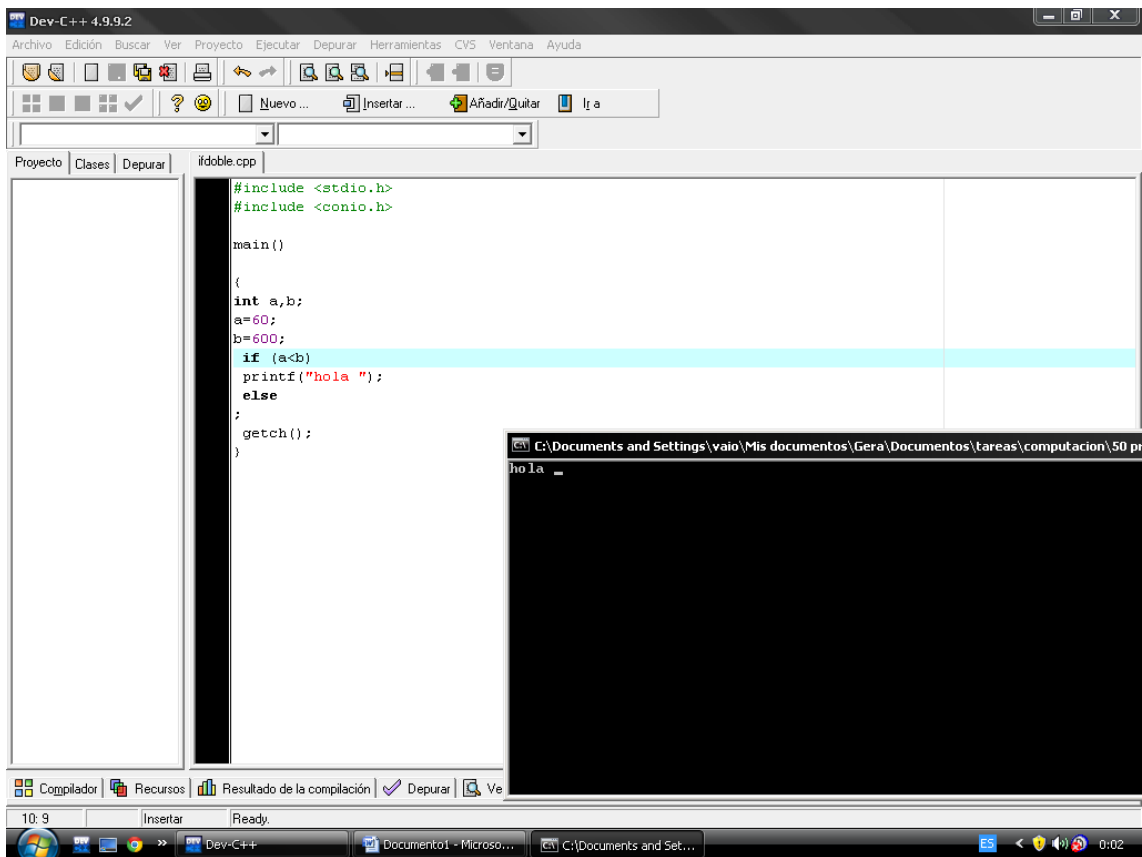 Dev-C++ 4.9.9.2
Archivo Edición Buscar Ver Proyecto Ejecutar Depurar Herramientas CVS Ventana Ayuda
Nuevo ... Insertar ... Añadir/Quitar Ir a
Proyecto Clases Depurar ifdoble.cpp
#include <stdio.h>
#include <conio.h>
main()
{
int a,b;
a=60;
b=600;
if (a<b)
printf("hola ");
else
;
getch();
}
C:\Documents and Settings\vaio\Mis documentos\Gera\Documentos\tareas\computacion\50 pr
hola _
Compilador Recursos Resultado de la compilación Depurar Ve
10: 9 Insertar Ready.
Dev-C++ Documento1 - Microso... C:\Documents and Set... ES < 0:02